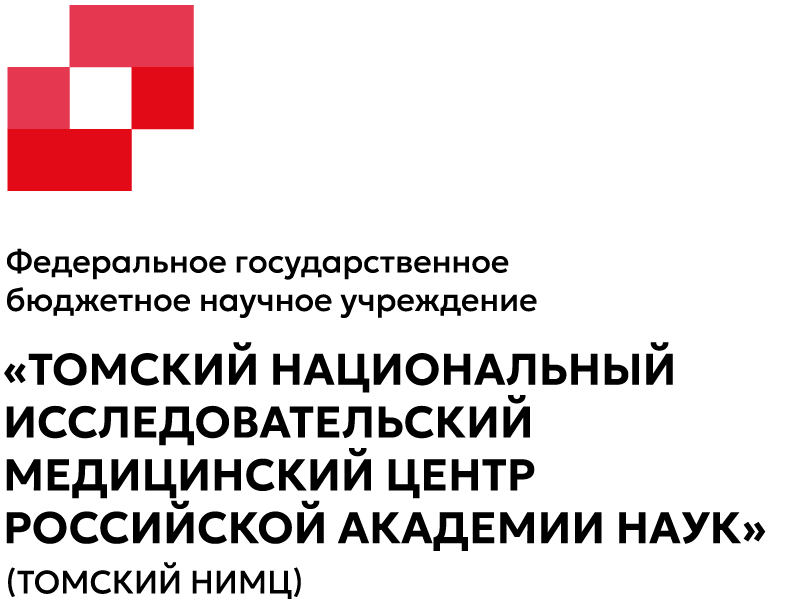 Федеральное государственное
бюджетное научное учреждение
«ТОМСКИЙ НАЦИОНАЛЬНЫЙ
ИССЛЕДОВАТЕЛЬСКИЙ
МЕДИЦИНСКИЙ ЦЕНТР
РОССИЙСКОЙ АКАДЕМИИ НАУК»
(ТОМСКИЙ НИМЦ)